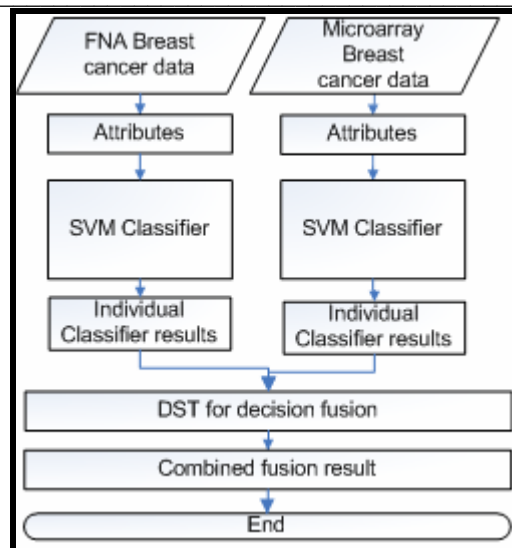 FNA Breast
cancer data
Microarray
Breast
cancer data
Attributes
Attributes
SVM Classifier
SVM Classifier
Individual
Classifier results
Individual
Classifier results
DST for decision fusion
Combined fusion result
End